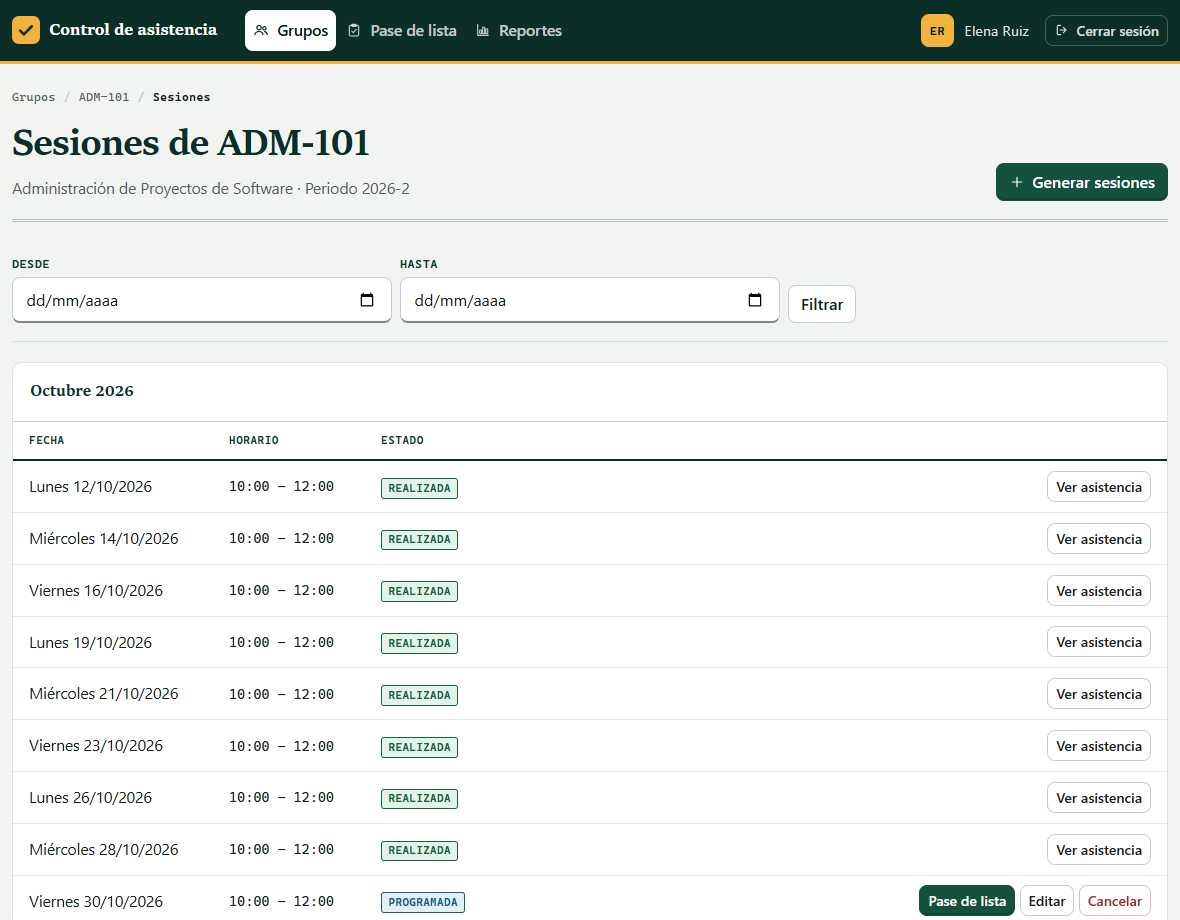 Control de asistencia Grupos Pase de lista Reportes ER Elena Ruiz Cerrar sesión
Grupos / ADM-101 / Sesiones
Sesiones de ADM-101
Administración de Proyectos de Software · Periodo 2026-2
+ Generar sesiones
DESDE HASTA
dd/mm/aaaa dd/mm/aaaa Filtrar
Octubre 2026
FECHA HORARIO ESTADO
Lunes 12/10/2026 10:00 – 12:00 REALIZADA Ver asistencia
Miércoles 14/10/2026 10:00 – 12:00 REALIZADA Ver asistencia
Viernes 16/10/2026 10:00 – 12:00 REALIZADA Ver asistencia
Lunes 19/10/2026 10:00 – 12:00 REALIZADA Ver asistencia
Miércoles 21/10/2026 10:00 – 12:00 REALIZADA Ver asistencia
Viernes 23/10/2026 10:00 – 12:00 REALIZADA Ver asistencia
Lunes 26/10/2026 10:00 – 12:00 REALIZADA Ver asistencia
Miércoles 28/10/2026 10:00 – 12:00 REALIZADA Ver asistencia
Viernes 30/10/2026 10:00 – 12:00 PROGRAMADA Pase de lista Editar Cancelar